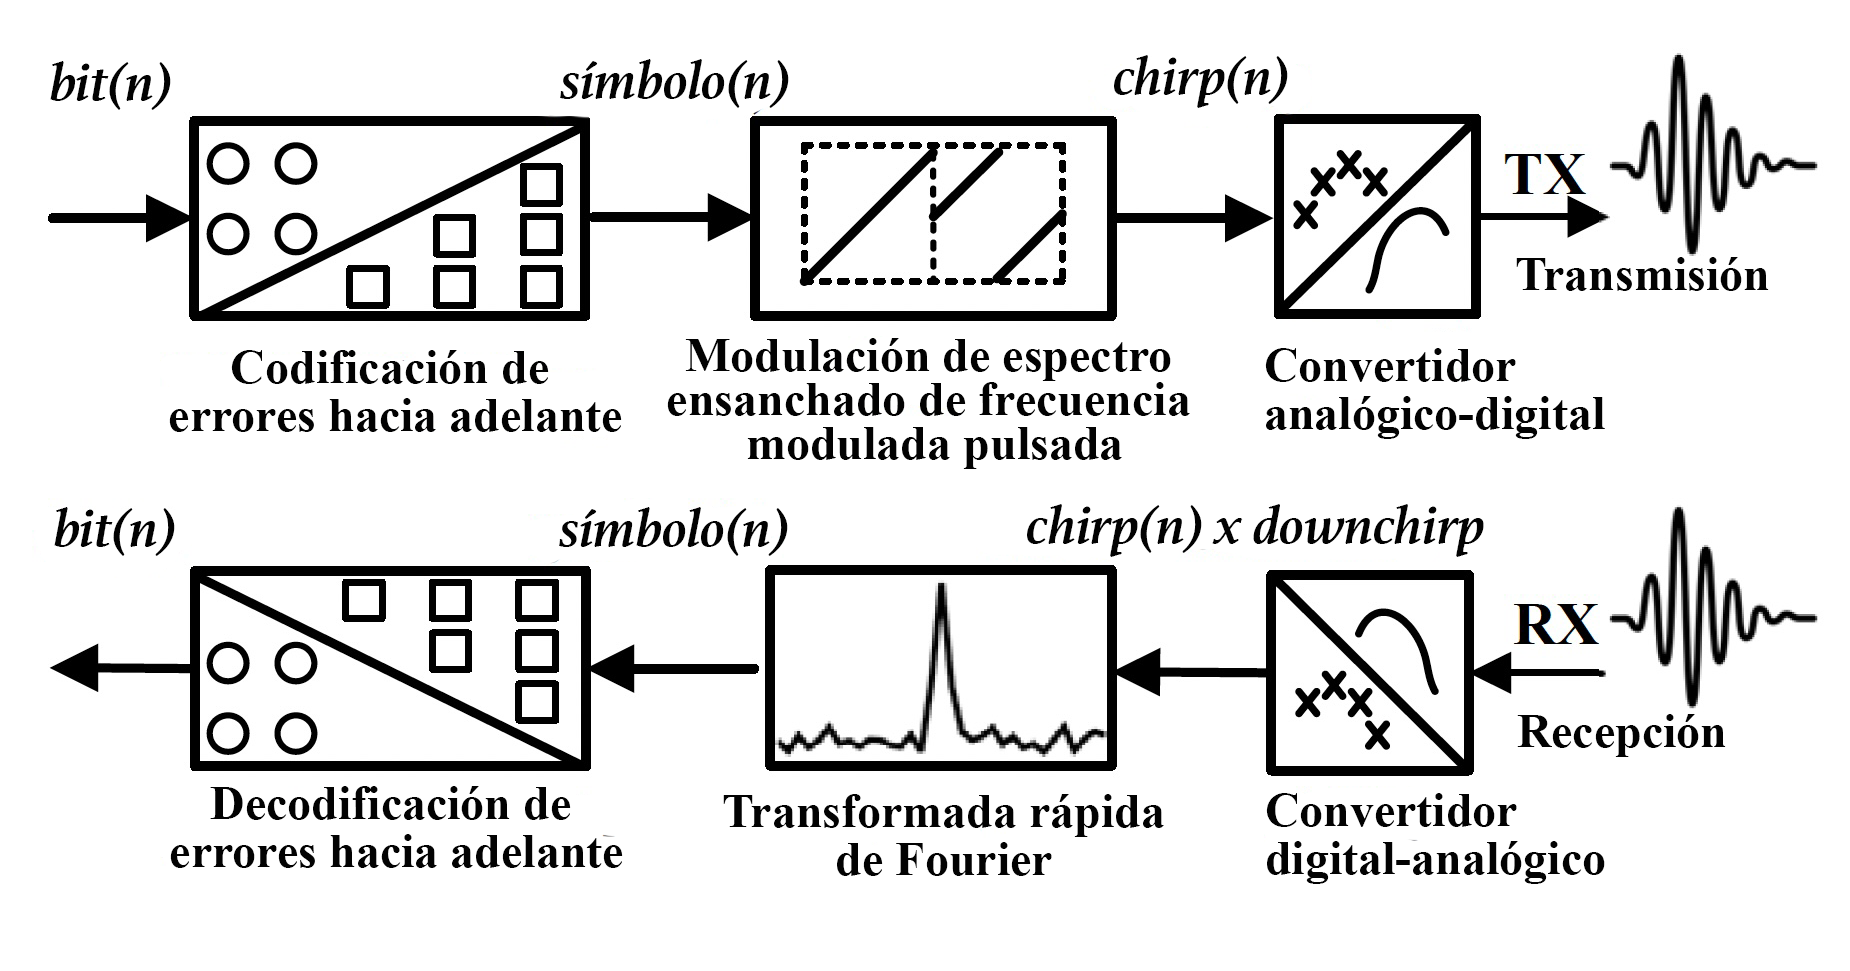 bit(n)
símbolo(n)
chirp(n)
TX
Transmisión
Codificación de
errores hacia adelante
Modulación de espectro
ensanchado de frecuencia
modulada pulsada
Convertidor
analógico-digital
bit(n)
símbolo(n)
chirp(n) x downchirp
RX
Recepción
Decodificación de
errores hacia adelante
Transformada rápida
de Fourier
Convertidor
digital-analógico